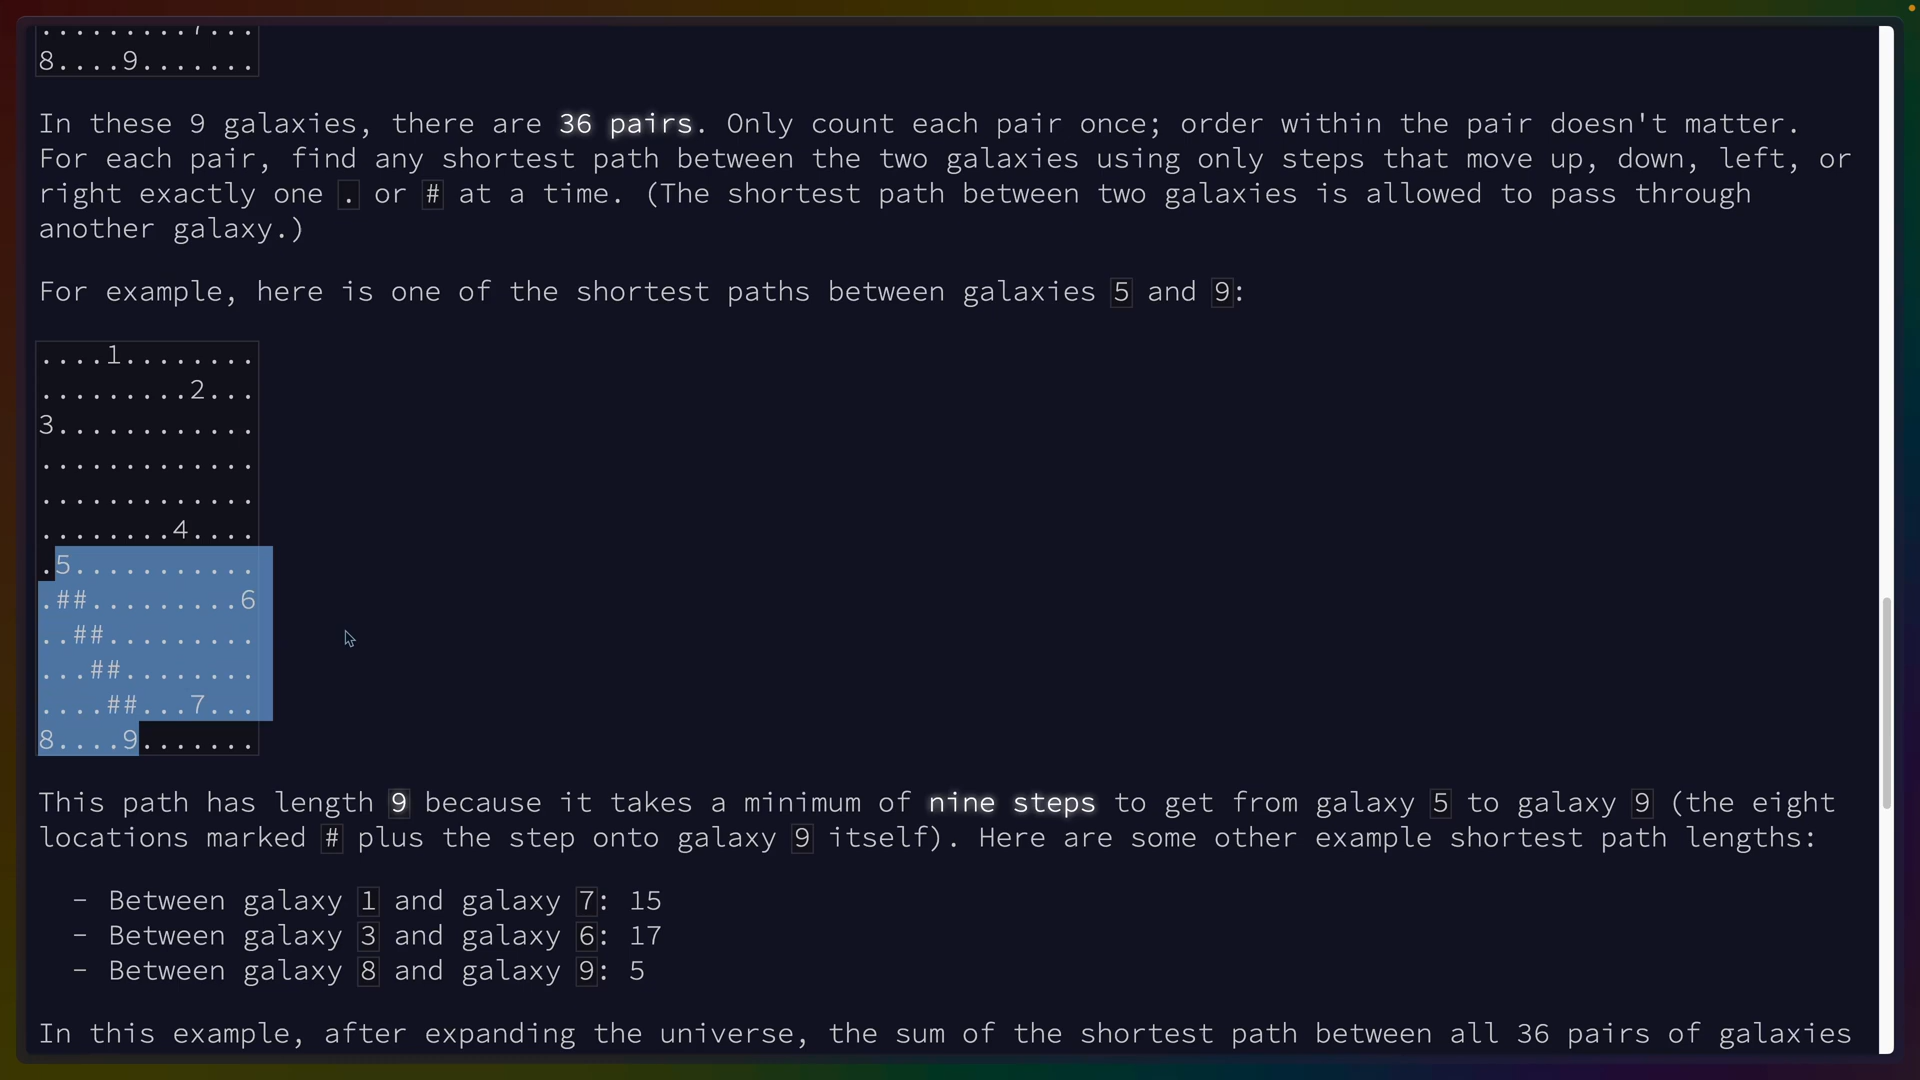 .........7...
8....9.......
In these 9 galaxies, there are 36 pairs. Only count each pair once; order within the pair doesn't matter.
For each pair, find any shortest path between the two galaxies using only steps that move up, down, left, or
right exactly one . or # at a time. (The shortest path between two galaxies is allowed to pass through
another galaxy.)
For example, here is one of the shortest paths between galaxies 5 and 9:
....1........
.........2...
3............
.............
.............
........4....
.5...........
.##.........6
..##.........
...##........
....##...7...
8....9.......
This path has length 9 because it takes a minimum of nine steps to get from galaxy 5 to galaxy 9 (the eight
locations marked # plus the step onto galaxy 9 itself). Here are some other example shortest path lengths:
- Between galaxy 1 and galaxy 7: 15
- Between galaxy 3 and galaxy 6: 17
- Between galaxy 8 and galaxy 9: 5
In this example, after expanding the universe, the sum of the shortest path between all 36 pairs of galaxies